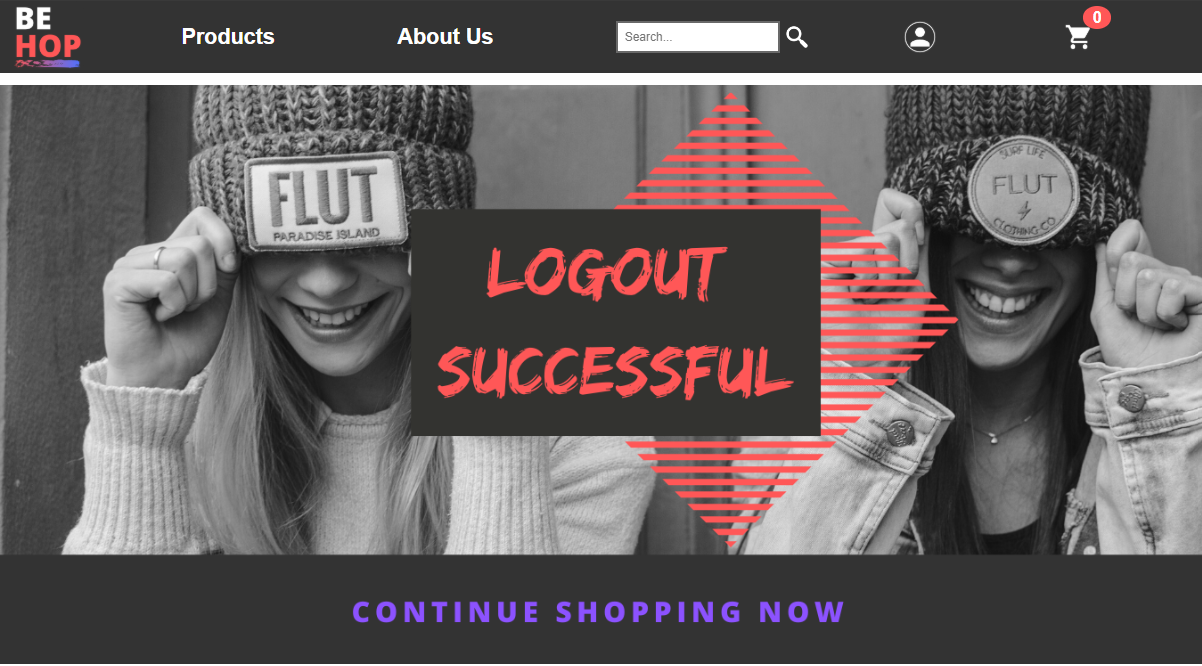 BE
HOP
Products
About Us
Search...
0
FLUT
PARADISE ISLAND
SURF LIFE
FLUT
CLOTHING CO
LOGOUT
SUCCESSFUL
CONTINUE SHOPPING NOW